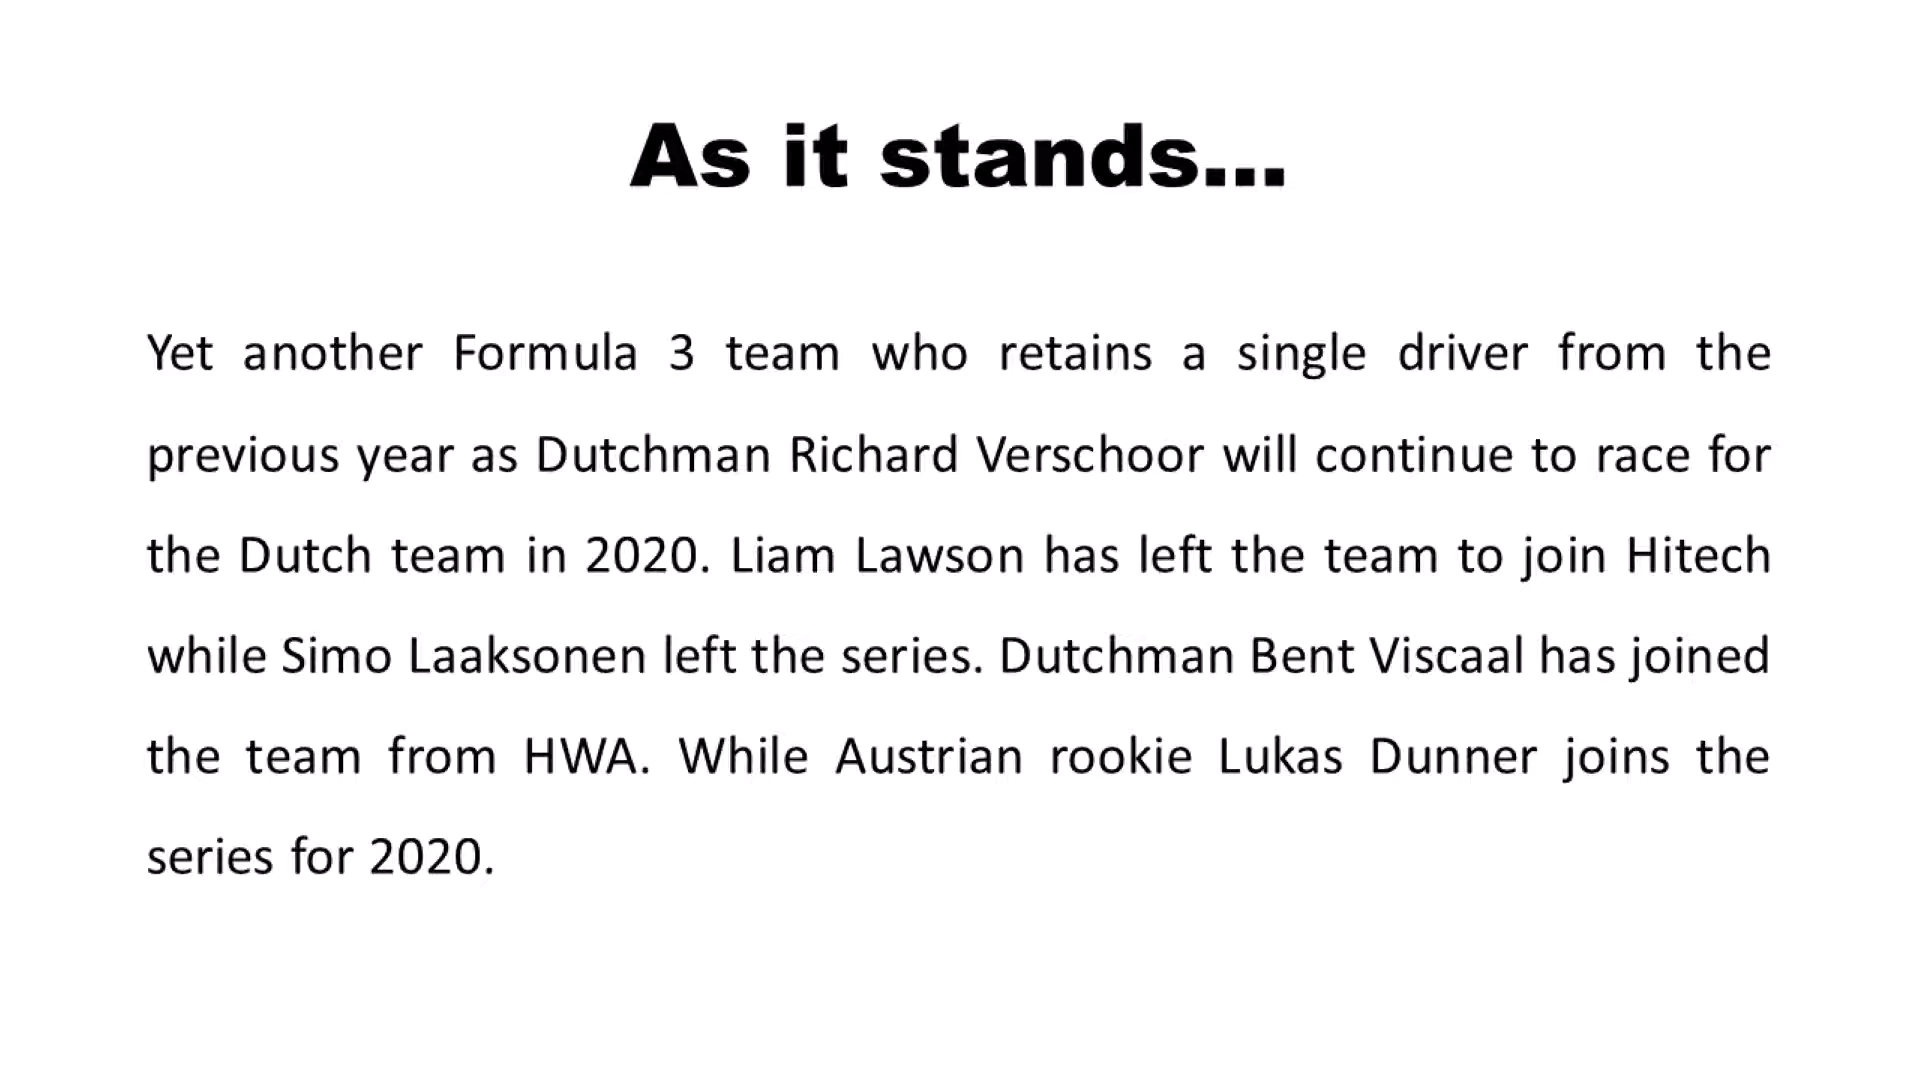 As it stands...
Yet another Formula 3 team who retains a single driver from the
previous year as Dutchman Richard Verschoor will continue to race for
the Dutch team in 2020. Liam Lawson has left the team to join Hitech
while Simo Laaksonen left the series. Dutchman Bent Viscaal has joined
the team from HWA. While Austrian rookie Lukas Dunner joins the
series for 2020.